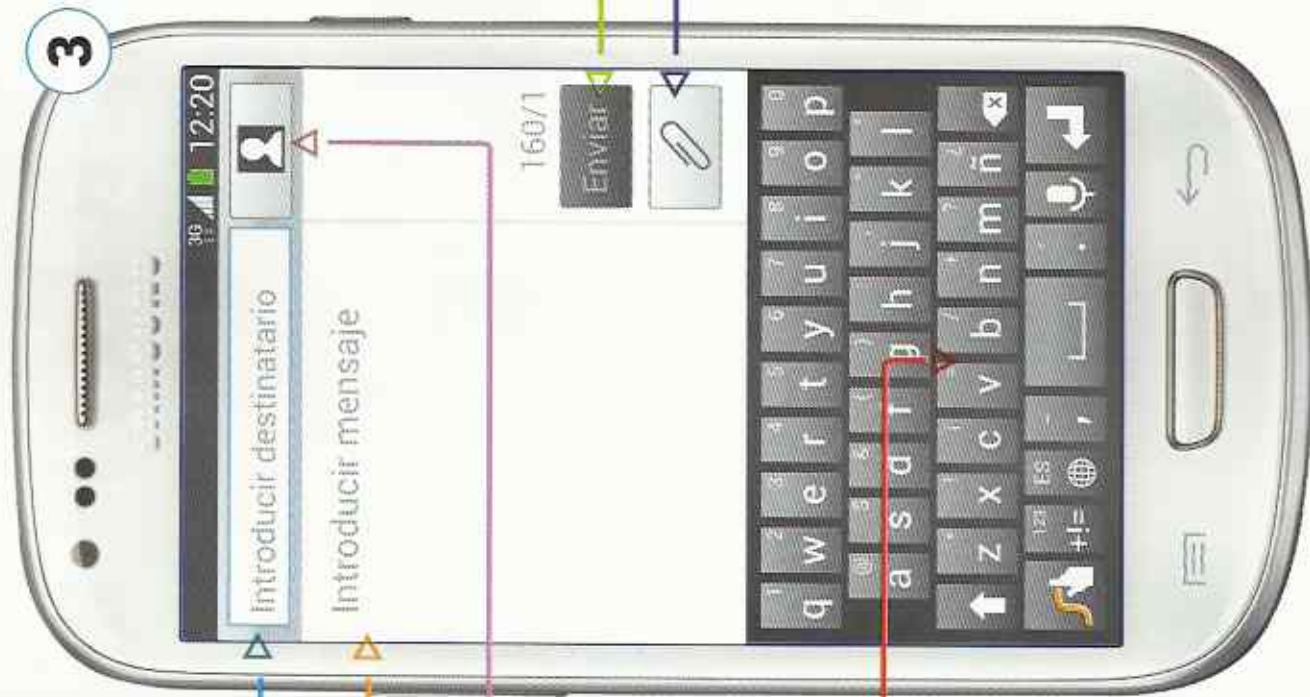 3
3G 12:20
Introducir destinatario
Introducir mensaje
160/1
Enviar
1 2 3 4 5 6 7 8 9 0
q w e r t y u i o p
a s d f g h j k l
z x c v b n m ñ
123 +!= ES , .